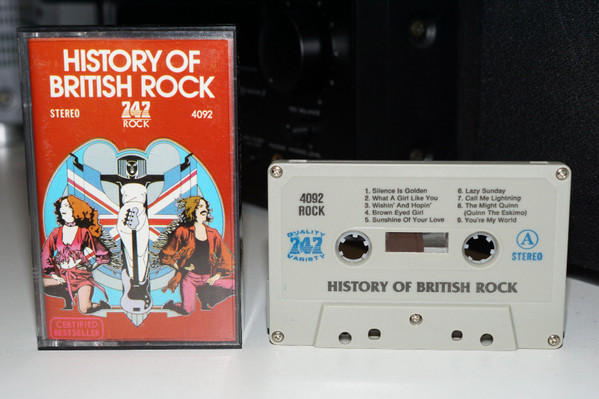 HISTORY OF
BRITISH ROCK
STEREO
747
ROCK
4092
CERTIFIED
BESTSELLER
4092
ROCK
1. Silence Is Golden
2. What A Girl Like You
3. Wishin' And Hopin'
4. Brown Eyed Girl
5. Sunshine Of Your Love
6. Lazy Sunday
7. Call Me Lightning
8. The Might Quinn
(Quinn The Eskimo)
9. You're My World
QUALITY
747
VARIETY
A
STEREO
HISTORY OF BRITISH ROCK